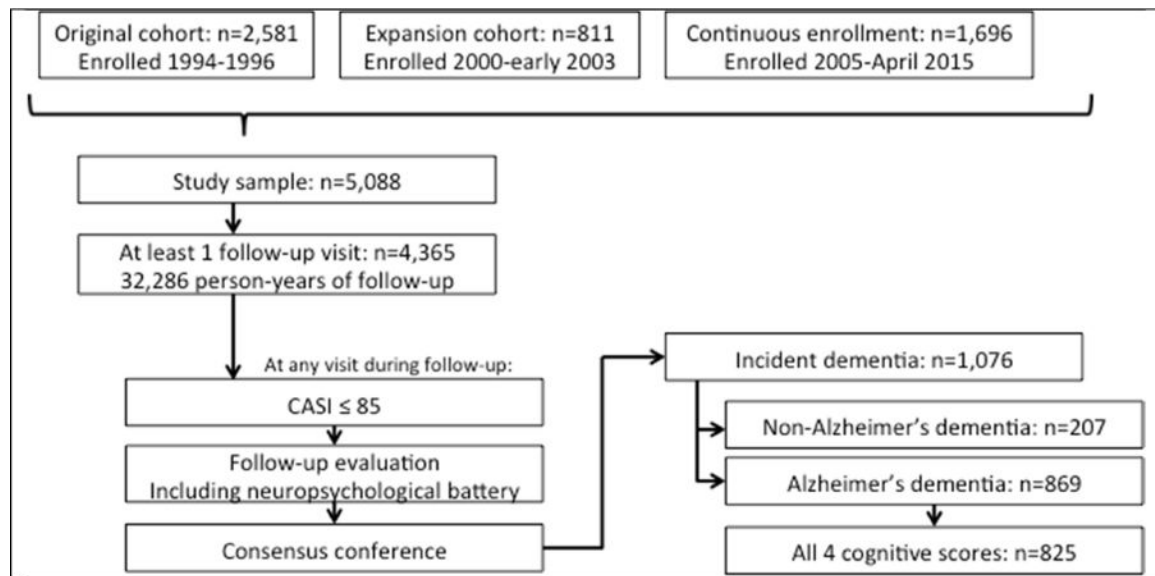 Original cohort: n=2,581
Enrolled 1994-1996
Expansion cohort: n=811
Enrolled 2000-early 2003
Continuous enrollment: n=1,696
Enrolled 2005-April 2015
Study sample: n=5,088
At least 1 follow-up visit: n=4,365
32,286 person-years of follow-up
At any visit during follow-up:
CASI ≤ 85
Follow-up evaluation
Including neuropsychological battery
Consensus conference
Incident dementia: n=1,076
Non-Alzheimer’s dementia: n=207
Alzheimer’s dementia: n=869
All 4 cognitive scores: n=825